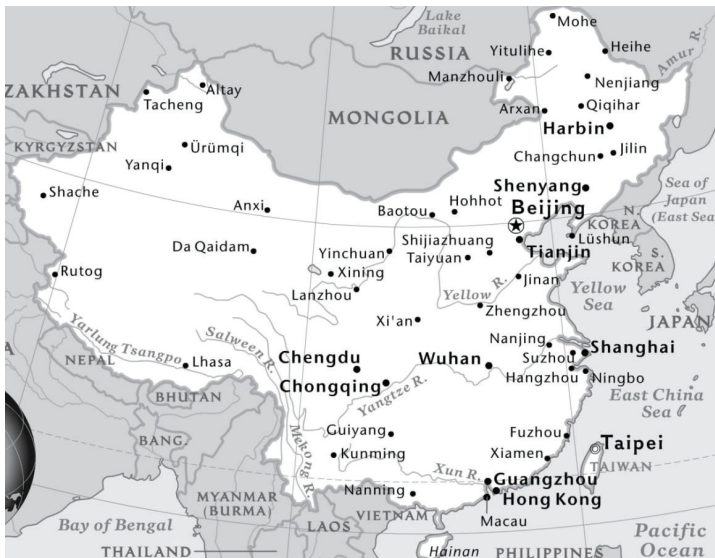 Lake
Baikal
Mohe
RUSSIA
Yitulihe
Heihe
Amur R.
Manzhouli
Nenjiang
ZAKHSTAN
Altay
Tacheng
MONGOLIA
Arxan
Qiqihar
Harbin
KYRGYZSTAN
Ürümqi
Yanqi
Changchun
Jilin
Shache
Shenyang
Sea of
Japan
(East Sea
Anxi
Baotou
Hohhot
Beijing
N.
KOREA
Da Qaidam
Yinchuan
Shijiazhuang
Taiyuan
Tianjin
Lüshun
S.
KOREA
Rutog
Xining
Lanzhou
Jinan
Yellow R.
Yellow
Sea
Zhengzhou
JAPAN
Xi'an
Yarlung Tsangpo
Salween R.
Nanjing
Suzhou
Shanghai
A
NEPAL
Lhasa
Chengdu
Wuhan
Hangzhou
Ningbo
BHUTAN
Chongqing
Yangtze R.
East China
Sea
BANG.
Mekong R.
Guiyang
Kunming
Fuzhou
Xiamen
Taipei
TAIWAN
Xun R.
Guangzhou
Hong Kong
MYANMAR
(BURMA)
Nanning
Macau
Bay of Bengal
LAOS
VIETNAM
Pacific
Ocean
THAILAND
Hainan
PHILIPPINES